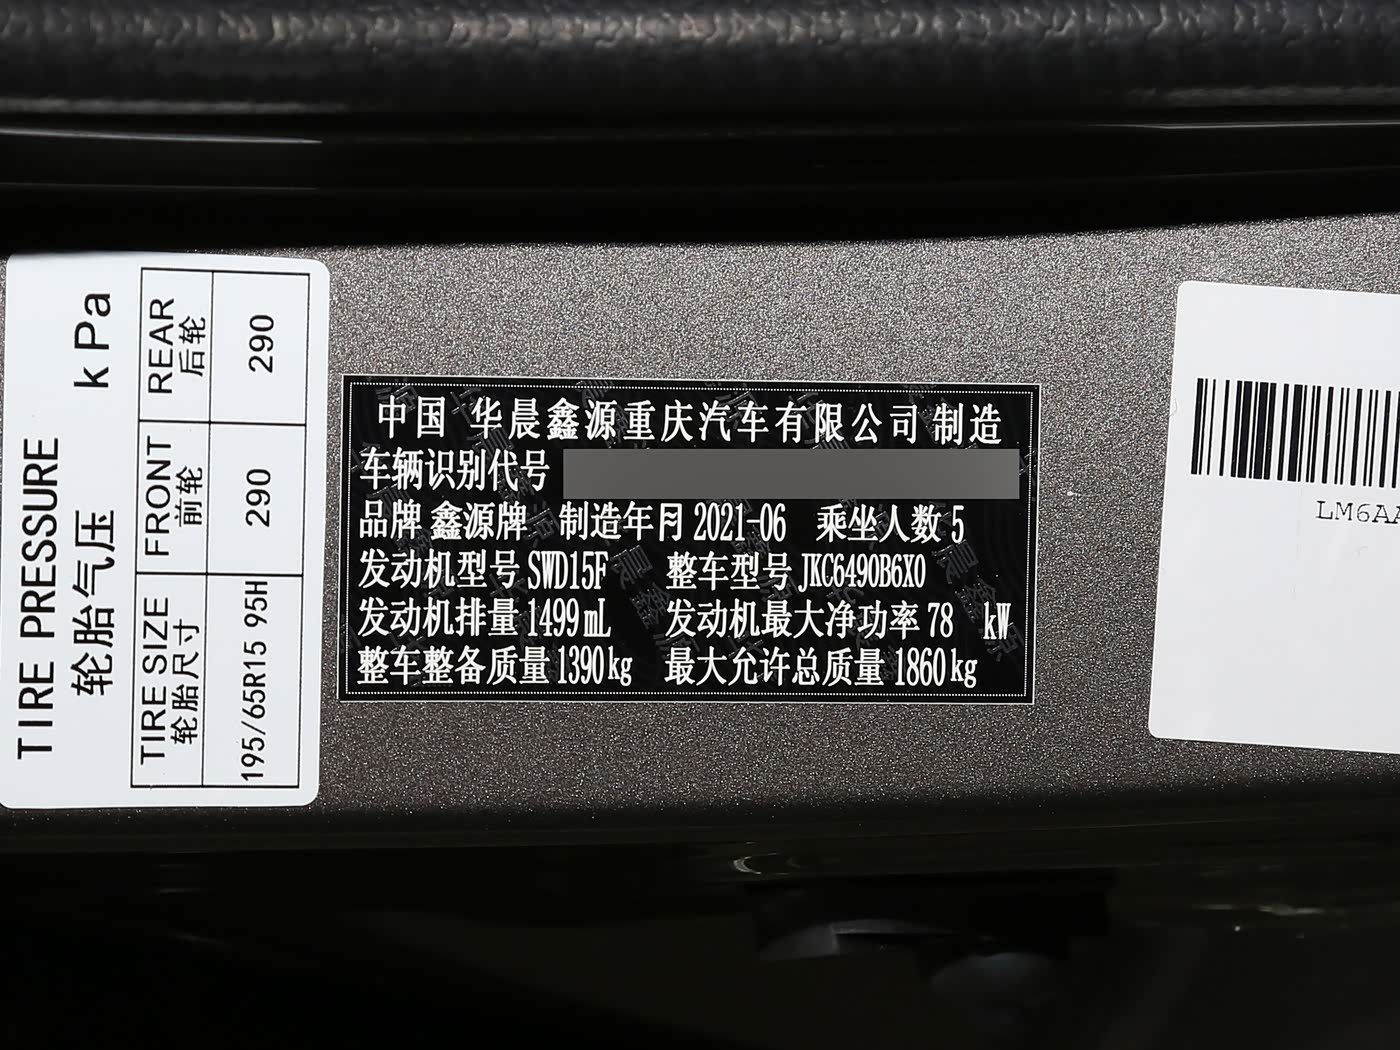 TIRE PRESSURE kPa
轮胎气压
TIRE SIZE FRONT REAR
轮胎尺寸 前轮 后轮
195/65R15 95H 290 290
中国 华晨鑫源重庆汽车有限公司 制造
车辆识别代号
品牌 鑫源牌 制造年月 2021-06 乘坐人数 5
发动机型号 SWD15F 整车型号 JKC6490B6X0
发动机排量 1499mL 发动机最大净功率 78 kW
整车整备质量 1390kg 最大允许总质量 1860kg
LM6A